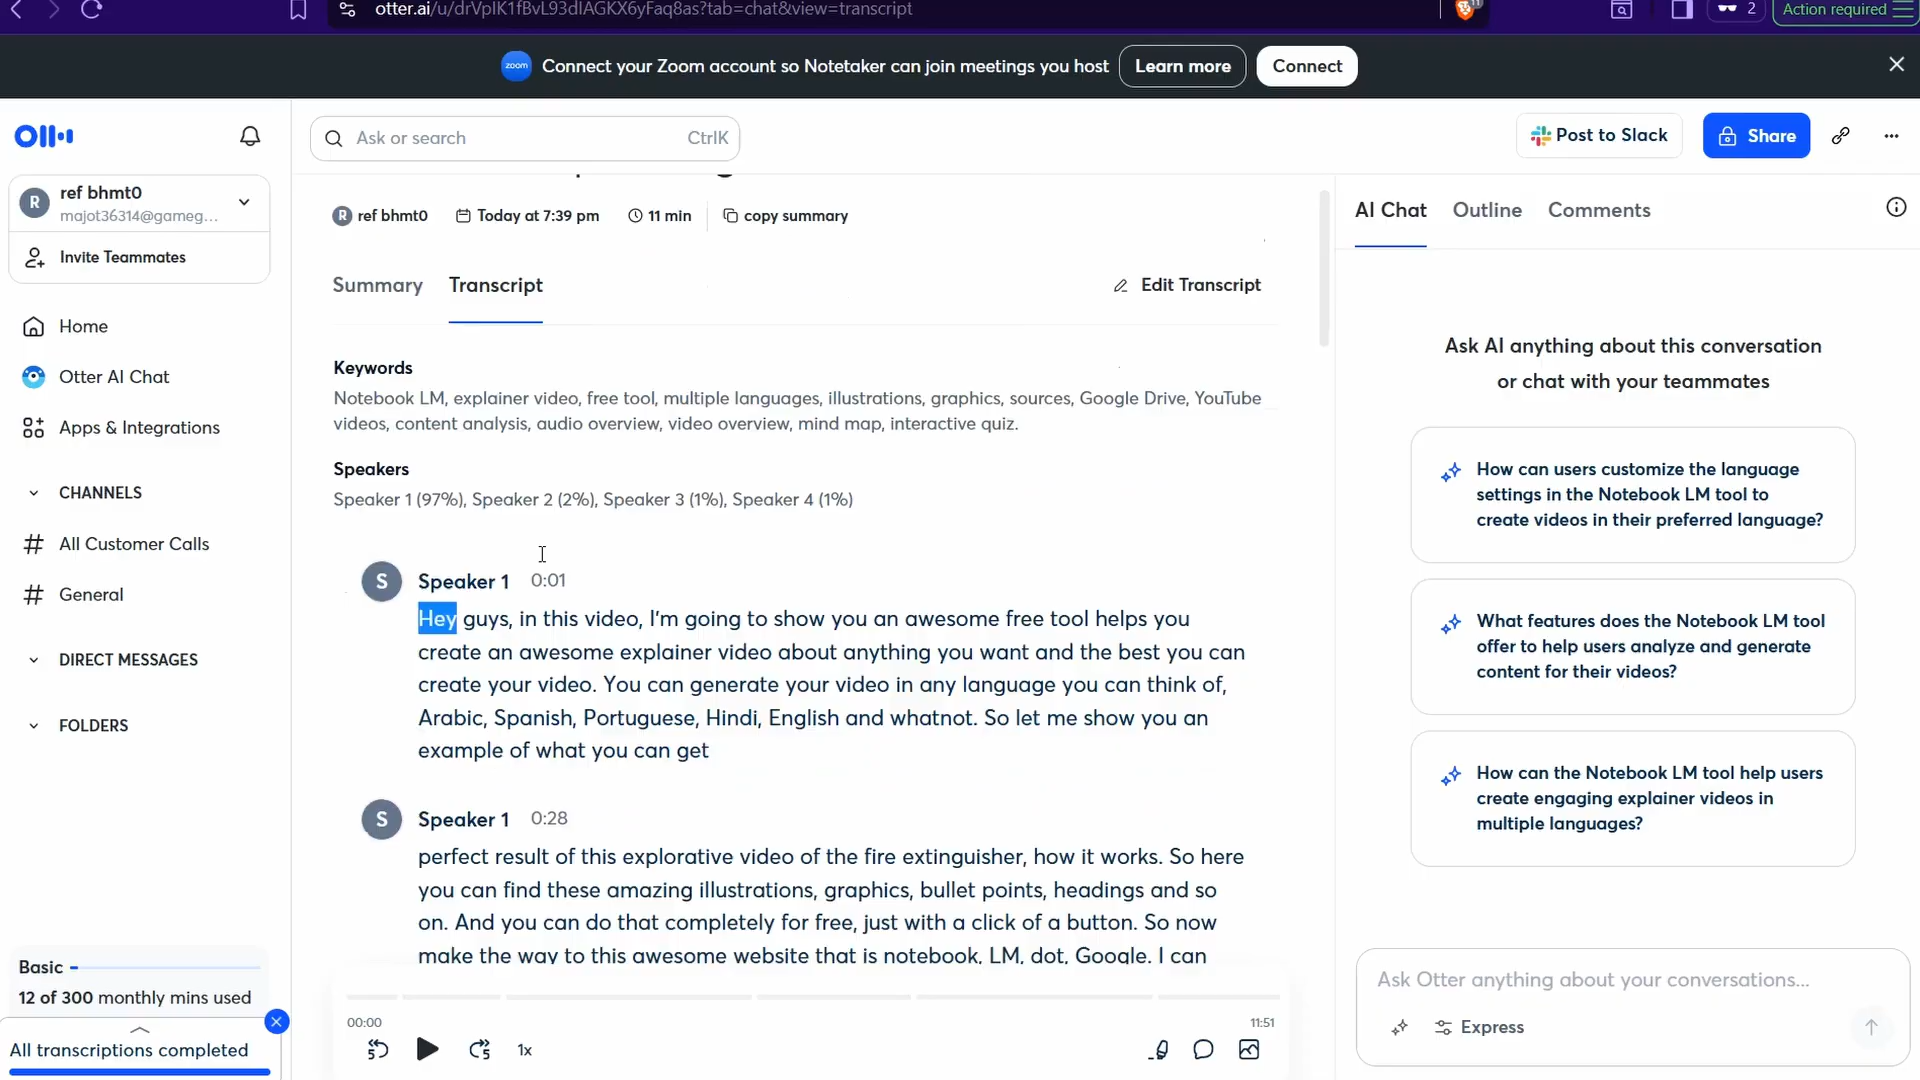 otter.ai/u/drVpIK1fBvL93dIAGKX6yFaq8as?tab=chat&view=transcript
11
2
Action required
zoom
Connect your Zoom account so Notetaker can join meetings you host
Learn more
Connect
R
ref bhmt0
majot36314@gameg...
Invite Teammates
Home
Otter AI Chat
Apps & Integrations
CHANNELS
All Customer Calls
General
DIRECT MESSAGES
FOLDERS
Basic
12 of 300 monthly mins used
All transcriptions completed
Ask or search
CtrlK
Post to Slack
Share
R ref bhmt0
Today at 7:39 pm
11 min
copy summary
Summary
Transcript
Edit Transcript
Keywords
Notebook LM, explainer video, free tool, multiple languages, illustrations, graphics, sources, Google Drive, YouTube
videos, content analysis, audio overview, video overview, mind map, interactive quiz.
Speakers
Speaker 1 (97%), Speaker 2 (2%), Speaker 3 (1%), Speaker 4 (1%)
S
Speaker 1 0:01
Hey guys, in this video, I'm going to show you an awesome free tool helps you
create an awesome explainer video about anything you want and the best you can
create your video. You can generate your video in any language you can think of,
Arabic, Spanish, Portuguese, Hindi, English and whatnot. So let me show you an
example of what you can get
S
Speaker 1 0:28
perfect result of this explorative video of the fire extinguisher, how it works. So here
you can find these amazing illustrations, graphics, bullet points, headings and so
on. And you can do that completely for free, just with a click of a button. So now
make the way to this awesome website that is notebook, LM, dot, Google. I can
00:00
11:51
5
5
1x
AI Chat
Outline
Comments
Ask AI anything about this conversation
or chat with your teammates
How can users customize the language
settings in the Notebook LM tool to
create videos in their preferred language?
What features does the Notebook LM tool
offer to help users analyze and generate
content for their videos?
How can the Notebook LM tool help users
create engaging explainer videos in
multiple languages?
Ask Otter anything about your conversations...
Express